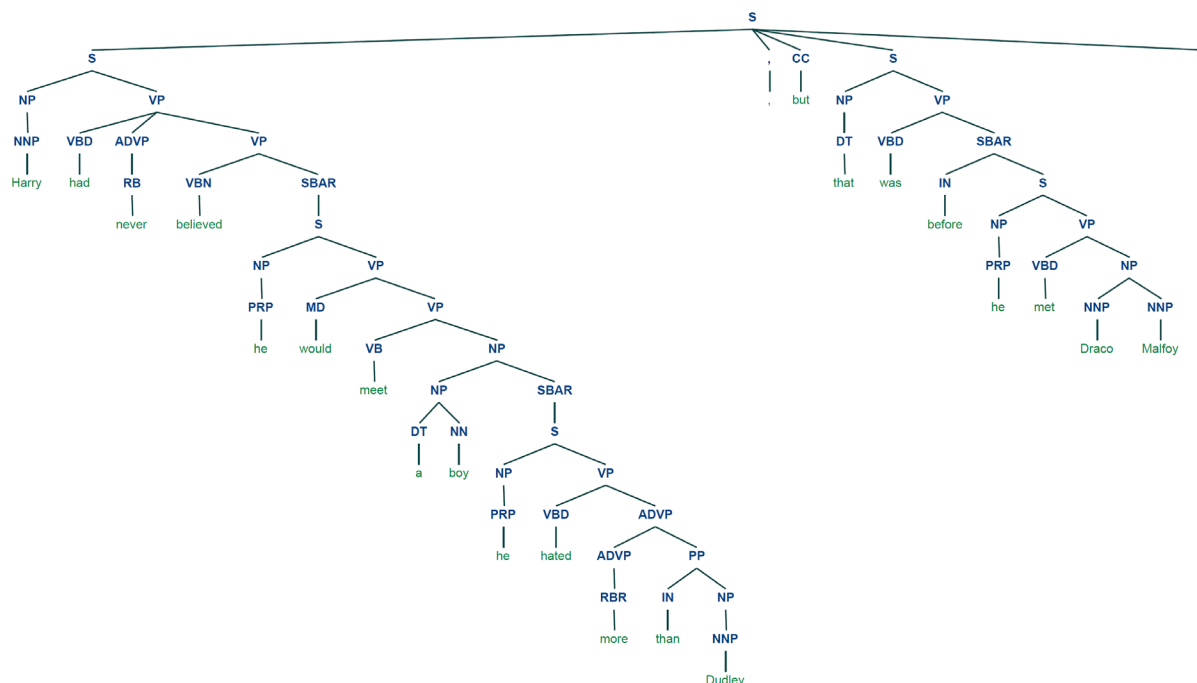 S
S , CC S
NP VP , but NP VP
NNP VBD ADVP VP DT VBD SBAR
Harry had RB VBN SBAR that was IN S
never believed S before NP VP
NP VP PRP VBD NP
PRP MD VP he met NNP NNP
he would VB NP Draco Malfoy
meet NP SBAR
DT NN S
a boy NP VP
PRP VBD ADVP
he hated ADVP PP
RBR IN NP
more than NNP
Dudley